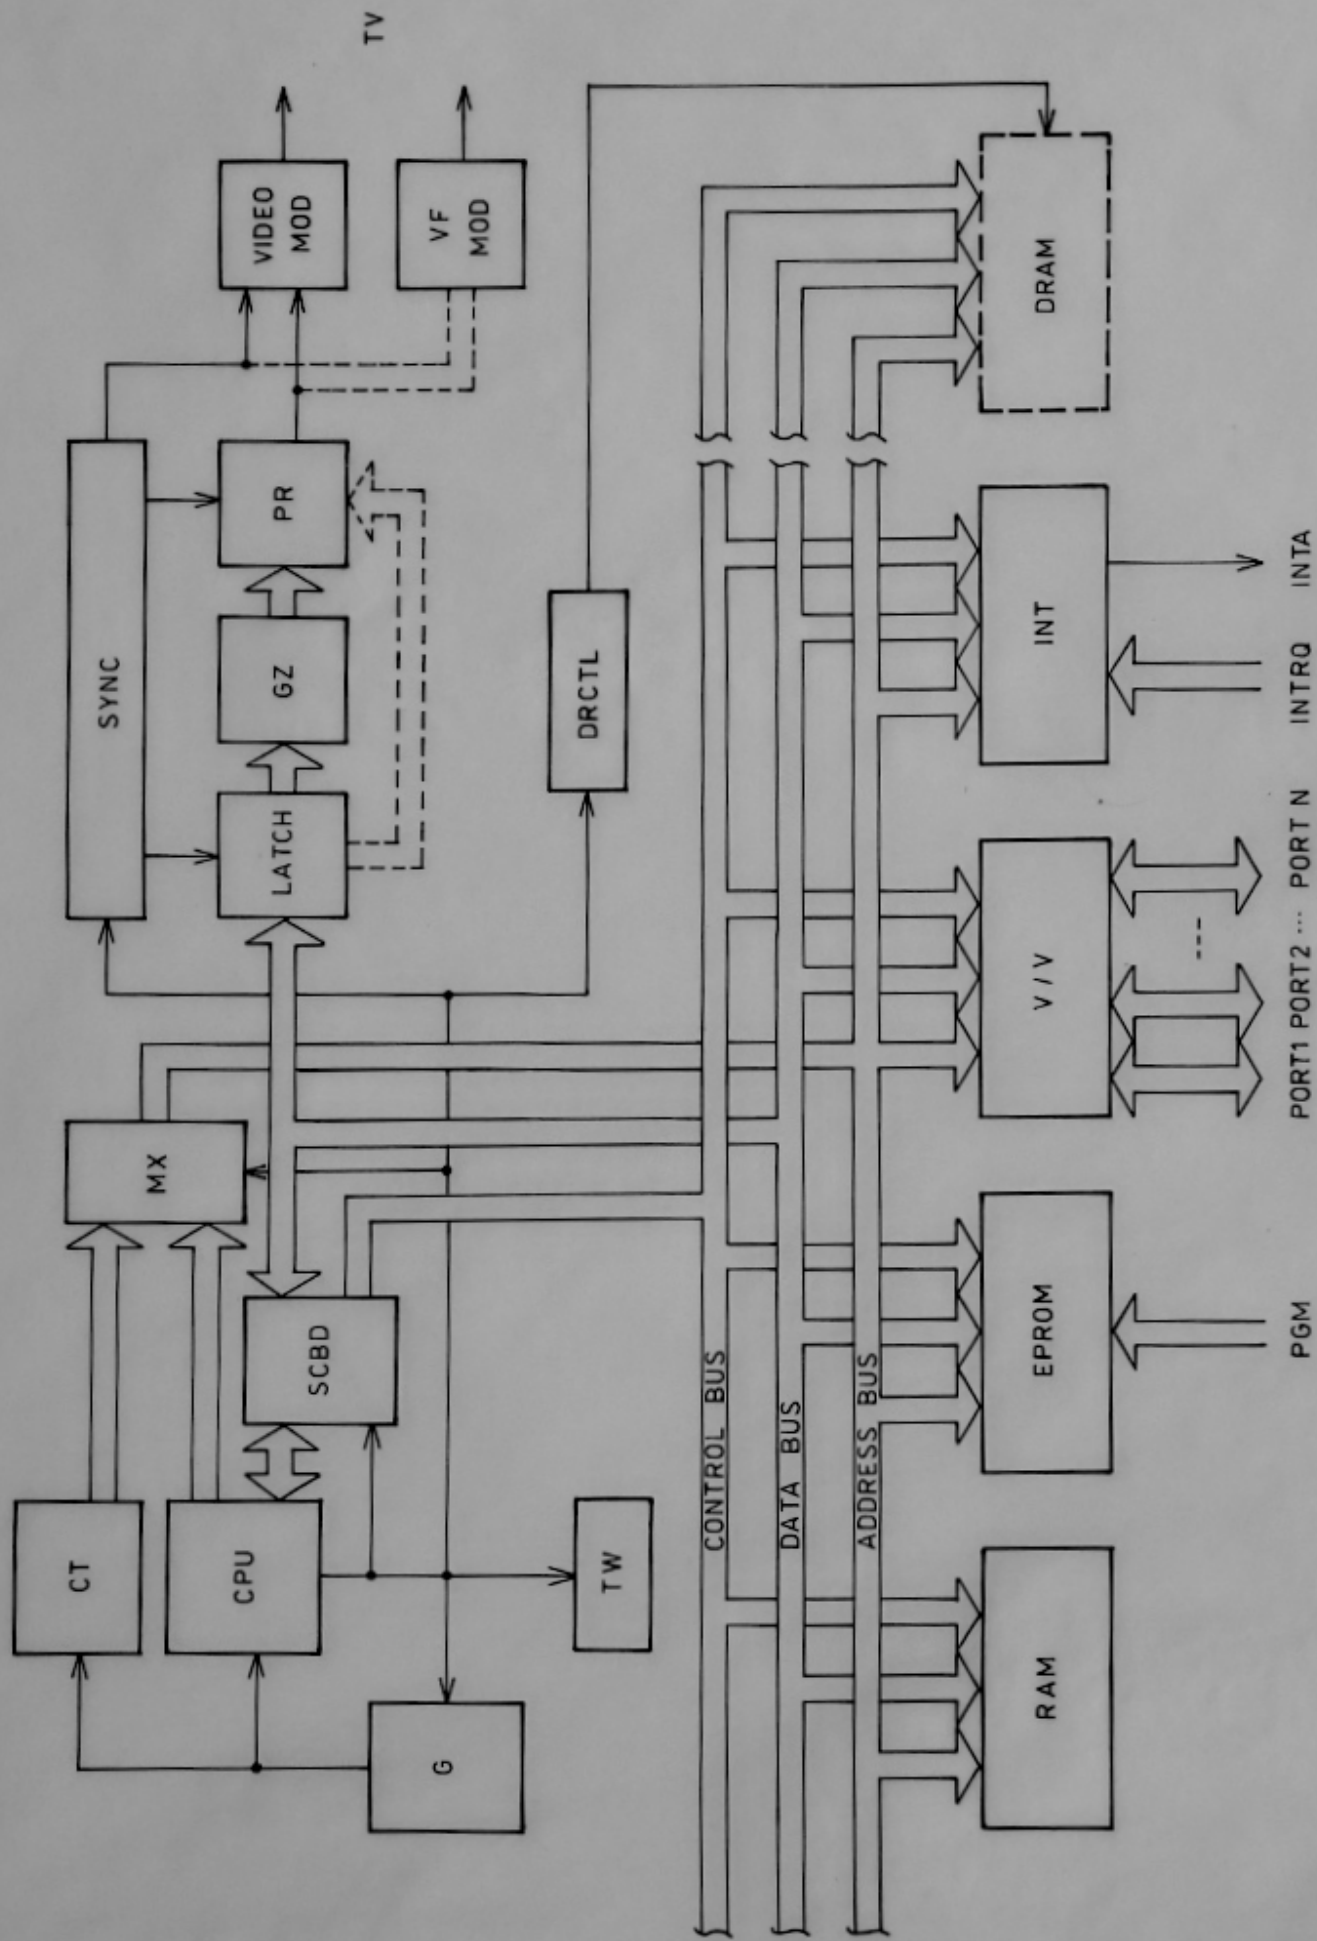 CT
MX
SYNC
CPU
SCBD
LATCH
GZ
PR
VIDEO
MOD
TV
G
VF
MOD
TW
DRCTL
CONTROL BUS
DATA BUS
ADDRESS BUS
RAM
EPROM
V/V
INT
DRAM
PGM
PORT1 PORT2 ... PORT N
INTRQ
INTA